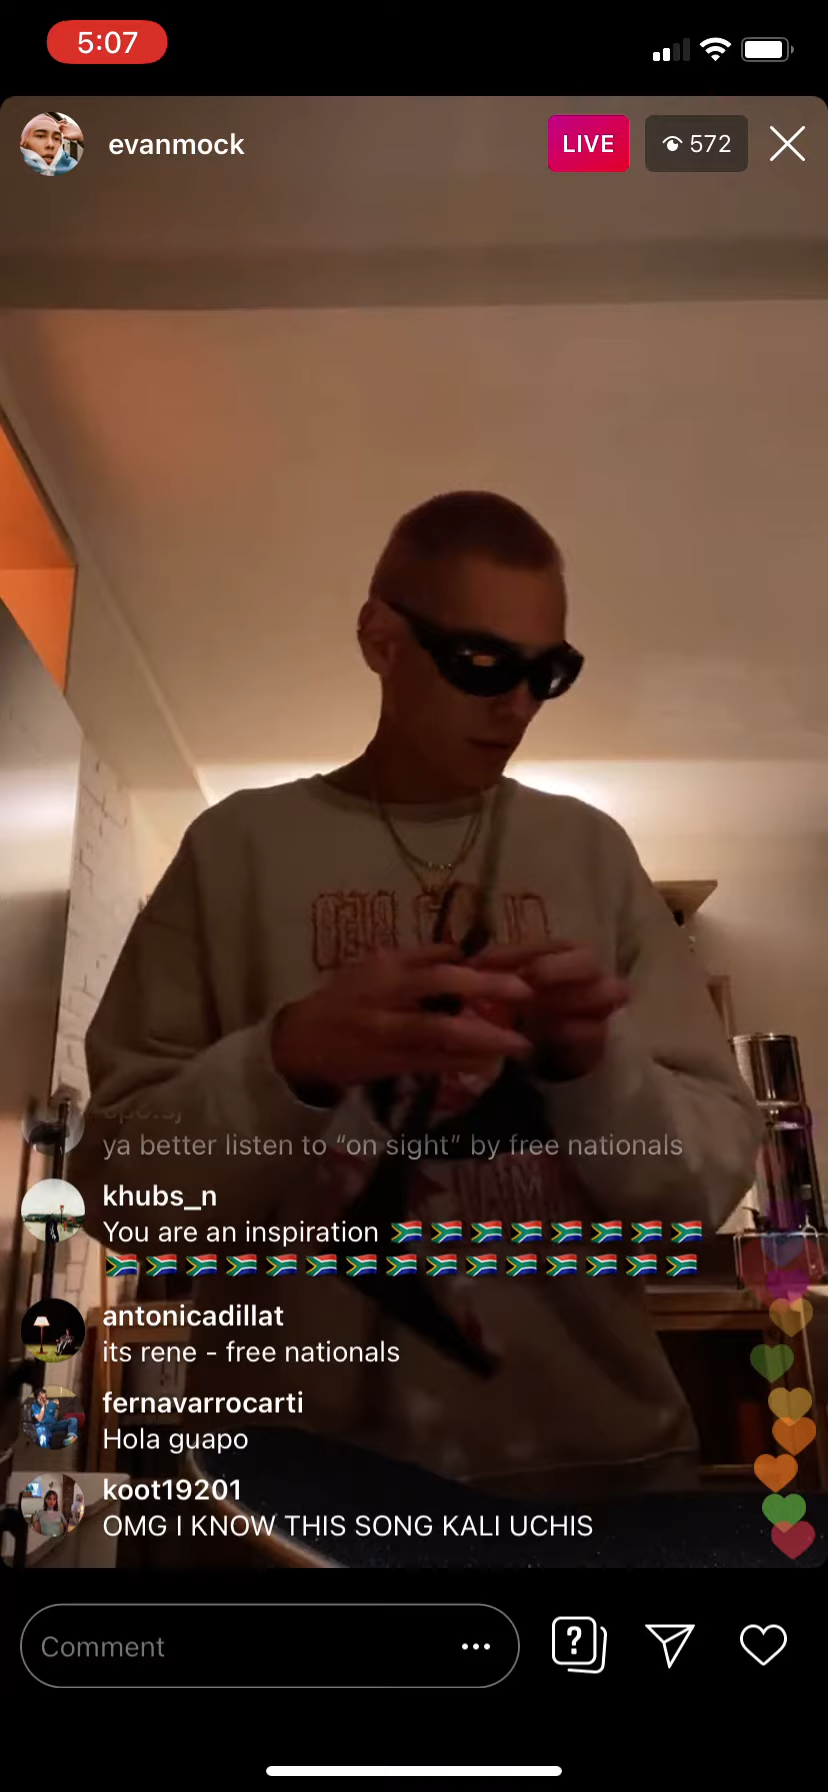 5:07
evanmock
LIVE
572
ya better listen to “on sight” by free nationals
khubs_n
You are an inspiration 🇿🇦 🇿🇦 🇿🇦 🇿🇦 🇿🇦 🇿🇦 🇿🇦 🇿🇦
🇿🇦 🇿🇦 🇿🇦 🇿🇦 🇿🇦 🇿🇦 🇿🇦 🇿🇦 🇿🇦 🇿🇦 🇿🇦 🇿🇦 🇿🇦 🇿🇦 🇿🇦
antonicadillat
its rene - free nationals
fernavarrocarti
Hola guapo
koot19201
OMG I KNOW THIS SONG KALI UCHIS
Comment